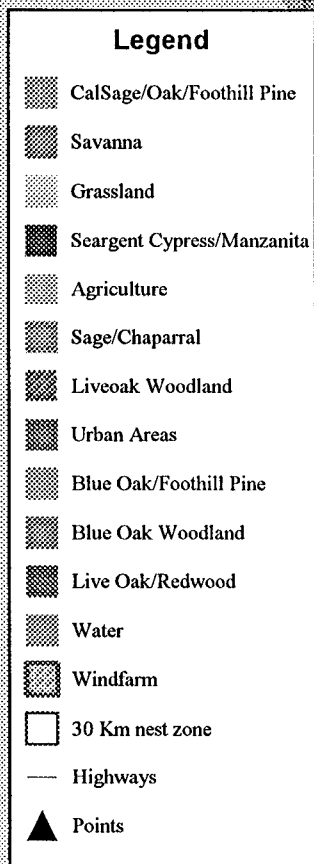 Legend
CalSage/Oak/Foothill Pine
Savanna
Grassland
Seargent Cypress/Manzanita
Agriculture
Sage/Chaparral
Liveoak Woodland
Urban Areas
Blue Oak/Foothill Pine
Blue Oak Woodland
Live Oak/Redwood
Water
Windfarm
30 Km nest zone
Highways
Points